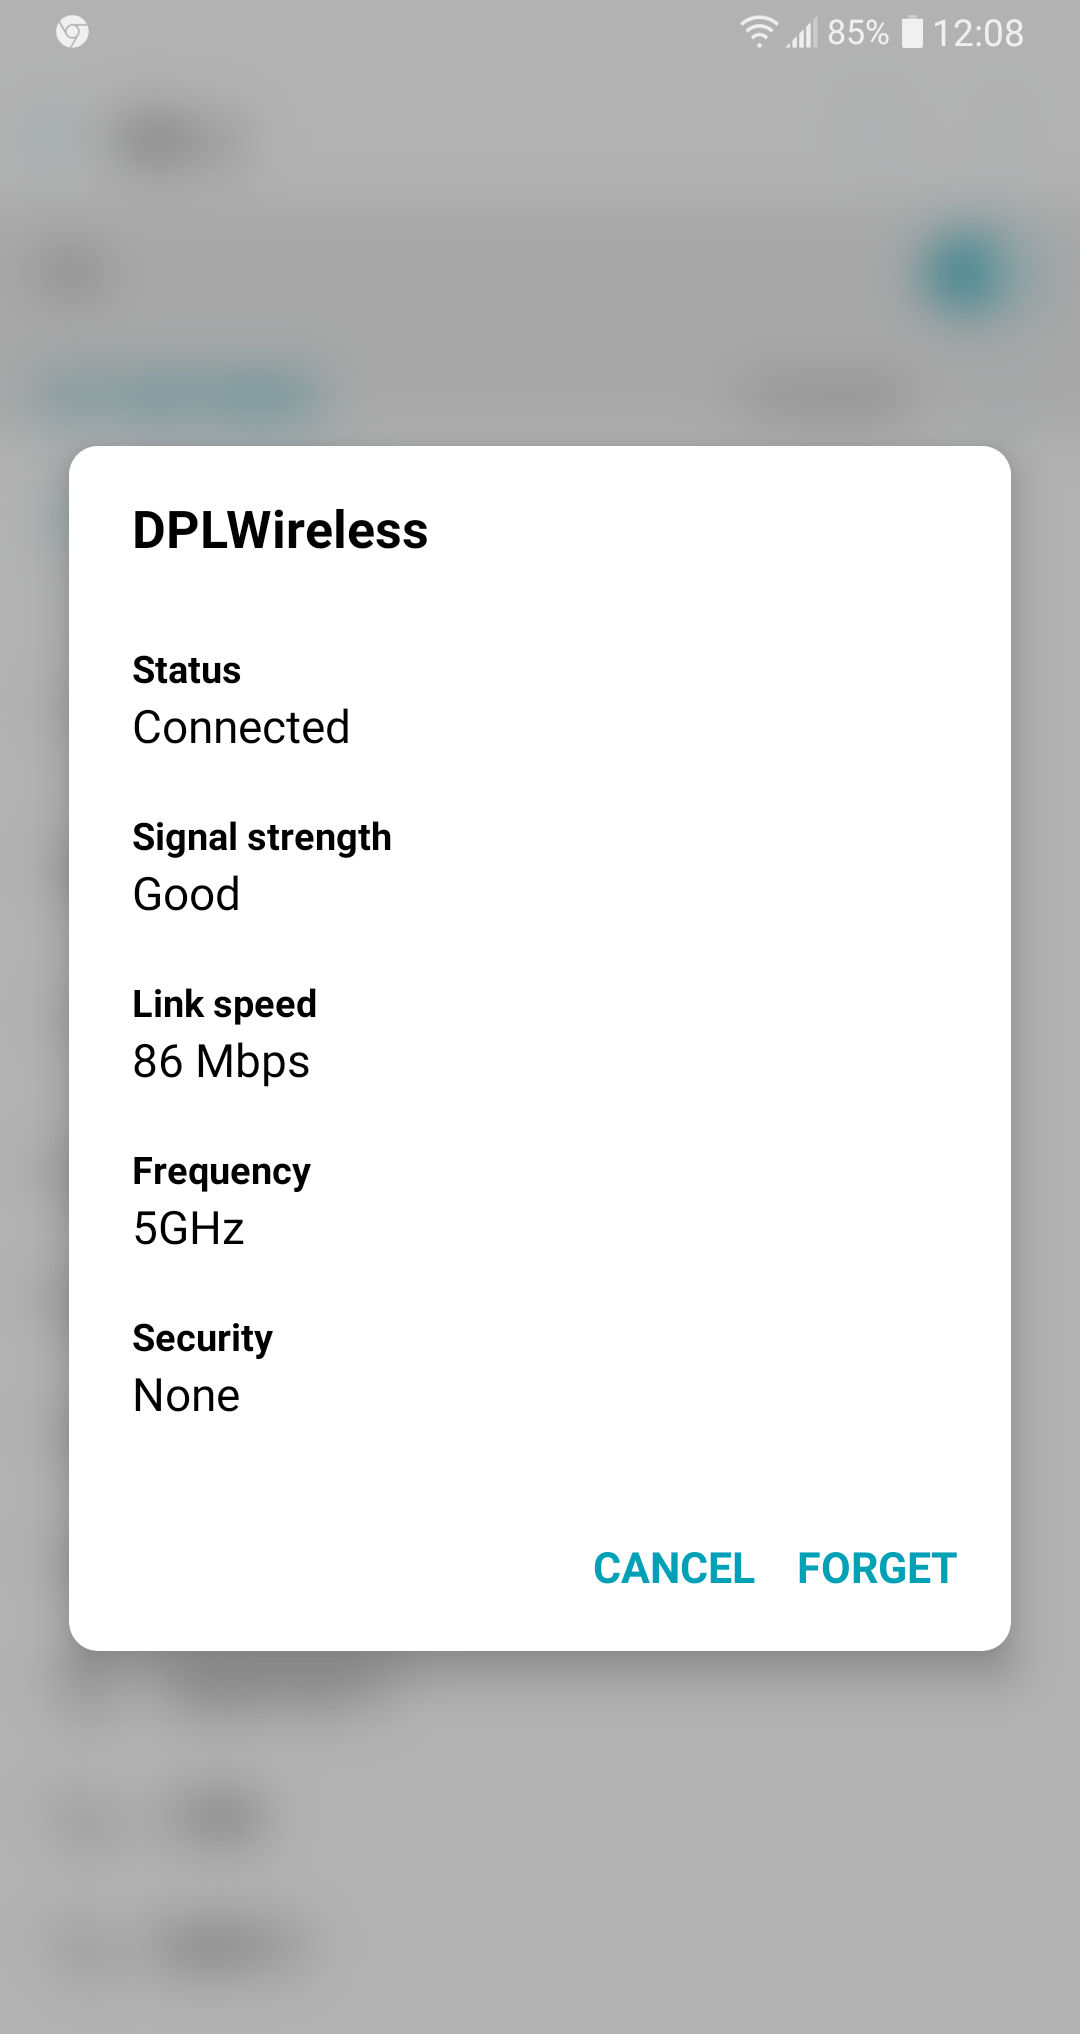 85% 12:08
DPLWireless
Status
Connected
Signal strength
Good
Link speed
86 Mbps
Frequency
5GHz
Security
None
CANCEL FORGET